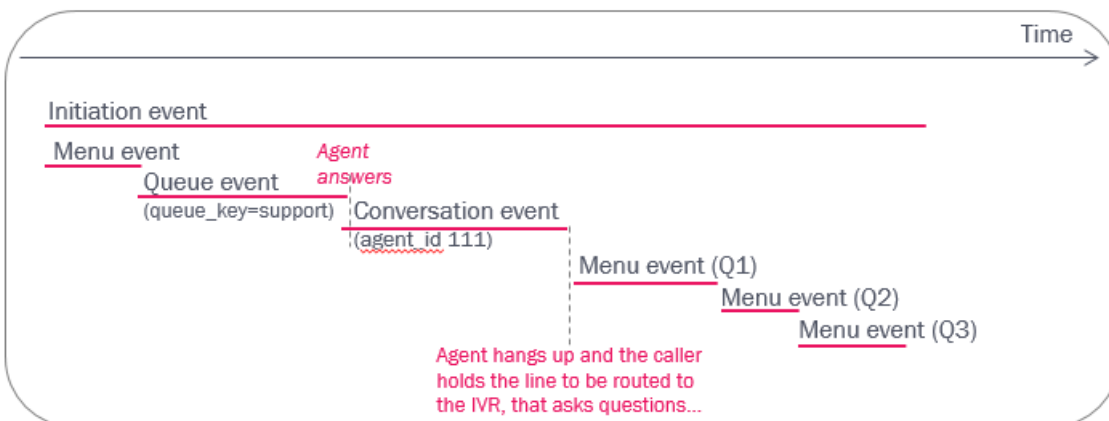 Time
Initiation event
Menu event
Agent
answers
Queue event
(queue_key=support)
Conversation event
(agent_id 111)
Menu event (Q1)
Menu event (Q2)
Menu event (Q3)
Agent hangs up and the caller
holds the line to be routed to
the IVR, that asks questions...